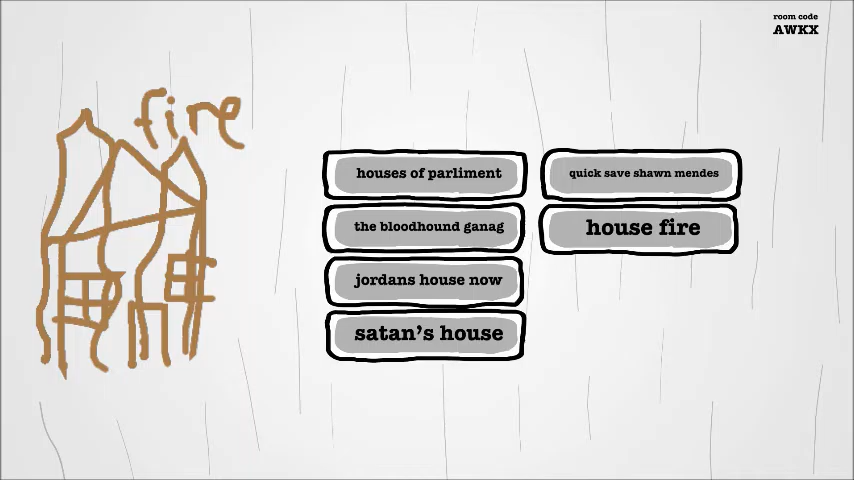 room code
AWKX
fire
houses of parliment
quick save shawn mendes
the bloodhound ganag
house fire
jordans house now
satan's house